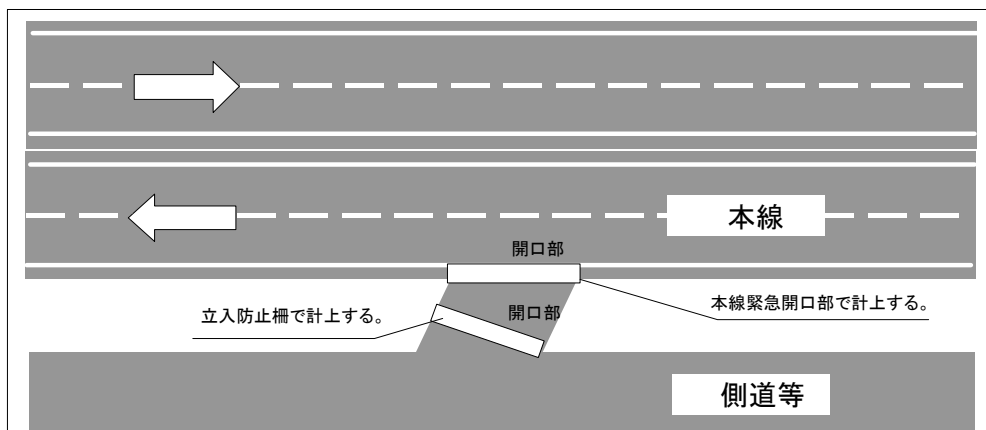 本線
開口部
本線緊急開口部で計上する。
立入防止柵で計上する。
開口部
側道等